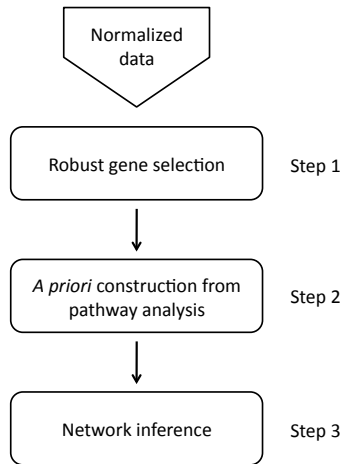 Normalized
data
Robust gene selection
Step 1
A priori construction from
pathway analysis
Step 2
Network inference
Step 3